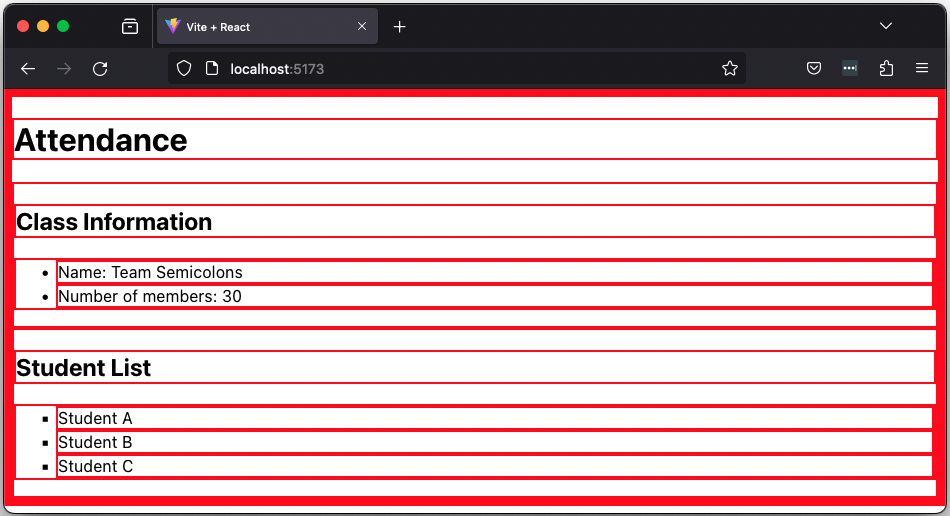 Vite + React
localhost:5173
Attendance
Class Information
• Name: Team Semicolons
• Number of members: 30
Student List
▪ Student A
▪ Student B
▪ Student C